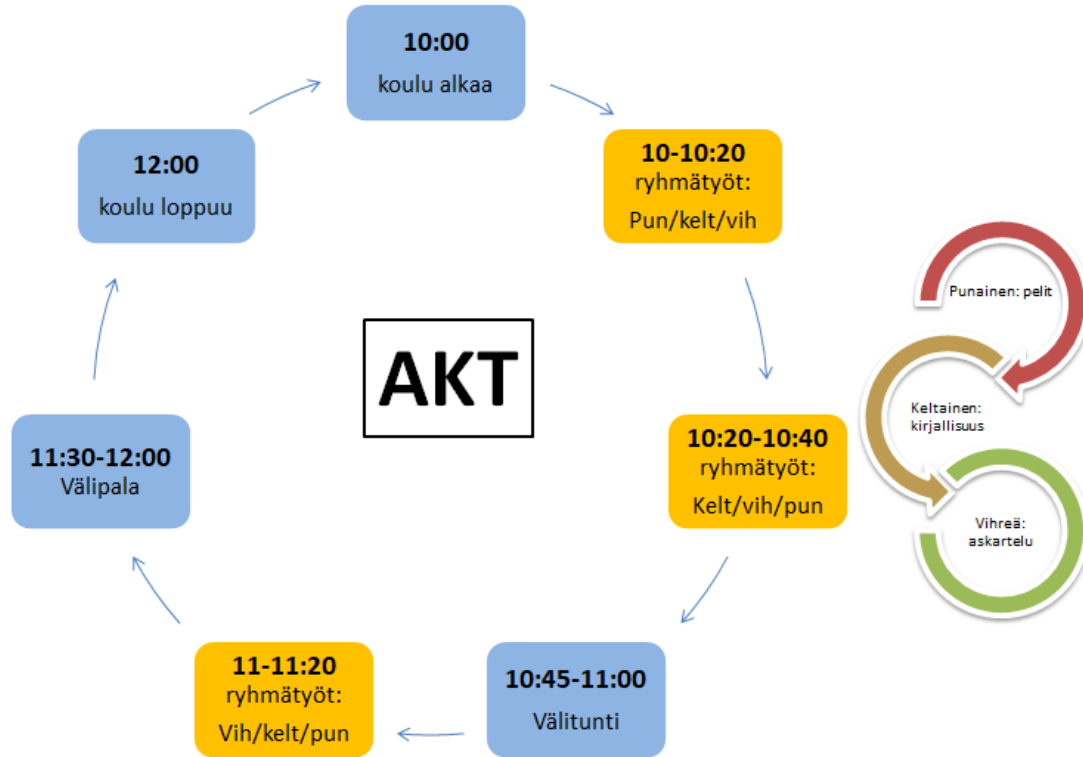 10:00
koulu alkaa
10-10:20
ryhmätyöt:
Pun/kelt/vih
10:20-10:40
ryhmätyöt:
Kelt/vih/pun
10:45-11:00
Välitunti
11-11:20
ryhmätyöt:
Vih/kelt/pun
11:30-12:00
Välipala
12:00
koulu loppuu
AKT
Punainen: pelit
Keltainen:
kirjallisuus
Vihreä:
askartelu